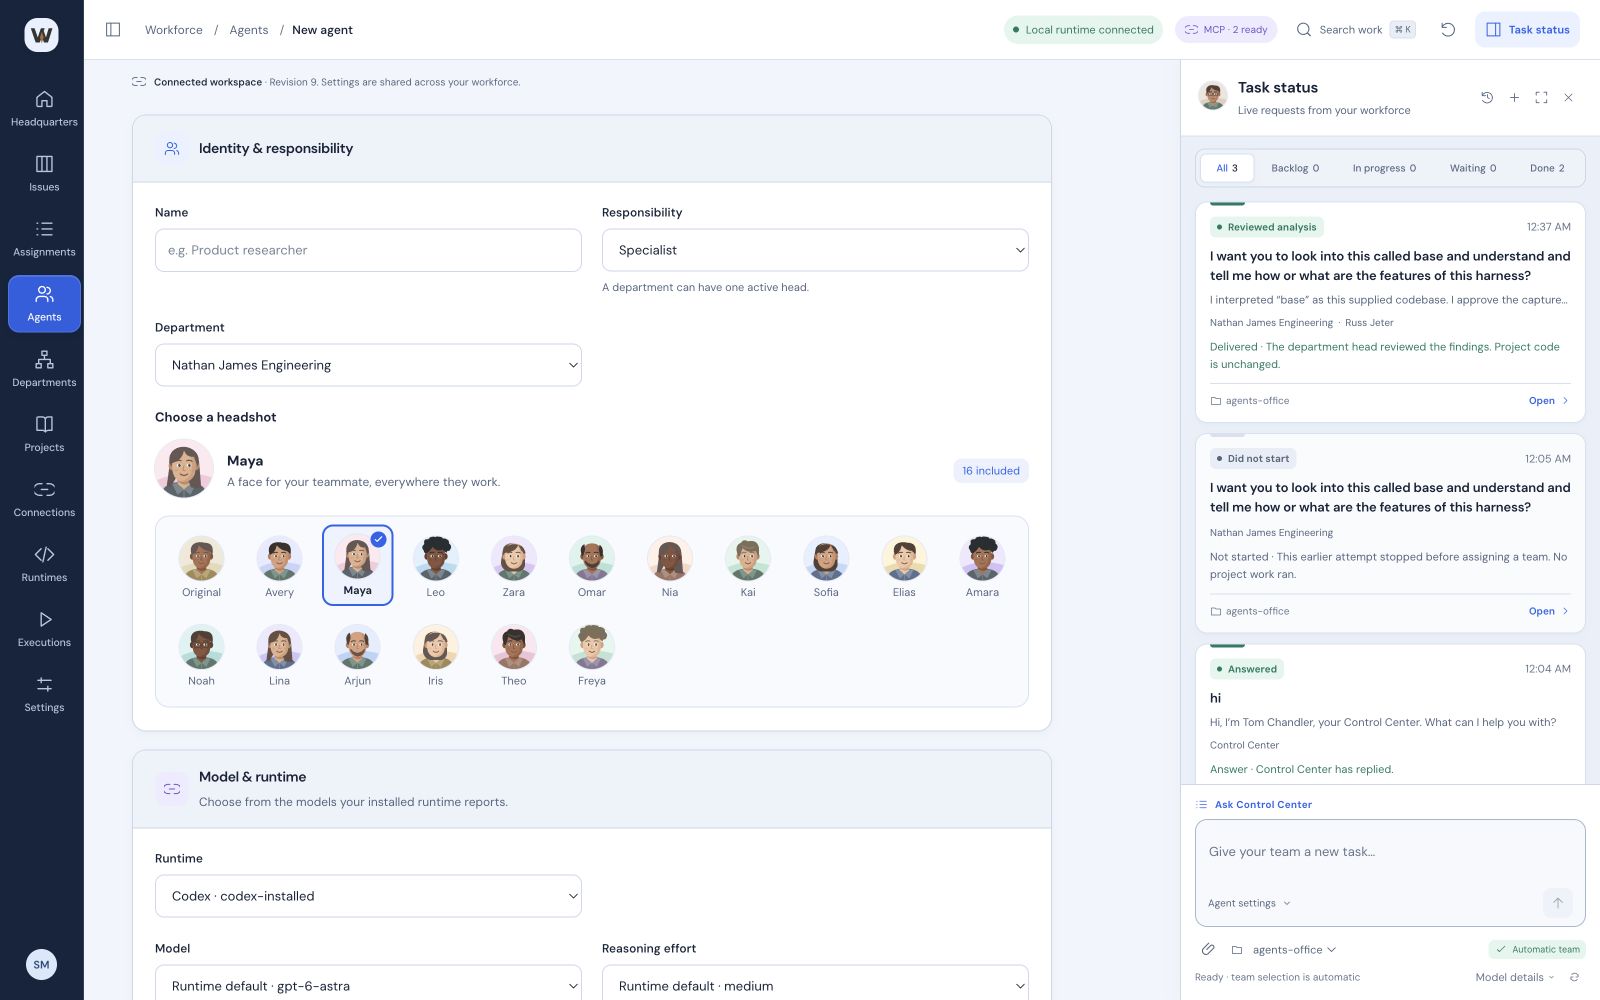 W
Headquarters
Issues
Assignments
Agents
Departments
Projects
Connections
Runtimes
Executions
Settings
SM
Workforce / Agents / New agent
Local runtime connected
MCP · 2 ready
Search work ⌘ K
Task status
Connected workspace · Revision 9. Settings are shared across your workforce.
Identity & responsibility
Name
e.g. Product researcher
Responsibility
Specialist
A department can have one active head.
Department
Nathan James Engineering
Choose a headshot
Maya
A face for your teammate, everywhere they work.
16 included
Original Avery Maya Leo Zara Omar Nia Kai Sofia Elias Amara
Noah Lina Arjun Iris Theo Freya
Model & runtime
Choose from the models your installed runtime reports.
Runtime
Codex · codex-installed
Model
Runtime default · gpt-6-astra
Reasoning effort
Runtime default · medium
Task status
Live requests from your workforce
All 3 Backlog 0 In progress 0 Waiting 0 Done 2
Reviewed analysis 12:37 AM
I want you to look into this called base and understand and
tell me how or what are the features of this harness?
I interpreted “base” as this supplied codebase. I approve the capture…
Nathan James Engineering · Russ Jeter
Delivered · The department head reviewed the findings. Project code
is unchanged.
agents-office Open
Did not start 12:05 AM
I want you to look into this called base and understand and
tell me how or what are the features of this harness?
Nathan James Engineering
Not started · This earlier attempt stopped before assigning a team. No
project work ran.
agents-office Open
Answered 12:04 AM
hi
Hi, I’m Tom Chandler, your Control Center. What can I help you with?
Control Center
Answer · Control Center has replied.
Ask Control Center
Give your team a new task…
Agent settings
agents-office
Automatic team
Ready · team selection is automatic
Model details